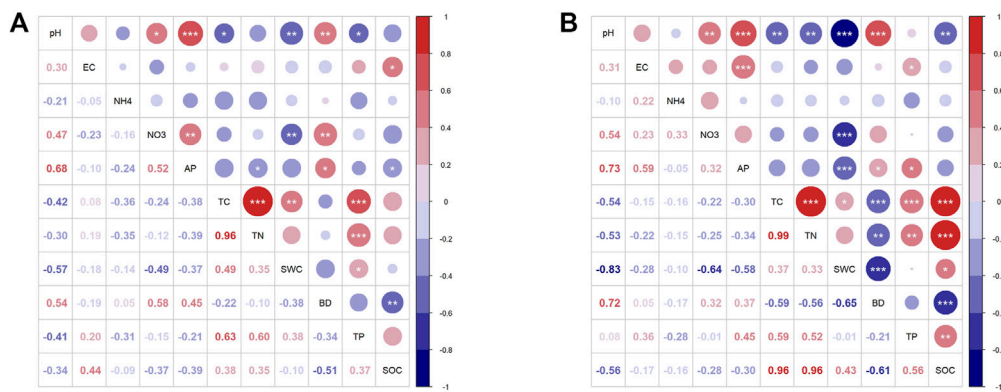 A
pH * *** * ** ** * 1
0.30 EC * 0.8
-0.21 -0.05 NH4 0.6
0.47 -0.23 -0.16 NO3 ** ** ** 0.4
0.68 -0.10 -0.24 0.52 AP * * * 0.2
-0.42 0.08 -0.36 -0.24 -0.38 TC *** ** *** 0
-0.30 0.19 -0.35 -0.12 -0.39 0.96 TN *** -0.2
-0.57 -0.18 -0.14 -0.49 -0.37 0.49 0.35 SWC * -0.4
0.54 -0.19 0.05 0.58 0.45 -0.22 -0.10 -0.38 BD ** -0.6
-0.41 0.20 -0.31 -0.15 -0.21 0.63 0.60 0.38 -0.34 TP -0.8
-0.34 0.44 -0.09 -0.37 -0.39 0.38 0.35 -0.10 -0.51 0.37 SOC -1
B
pH ** *** ** ** *** *** ** 1
0.31 EC *** * 0.8
-0.10 0.22 NH4 0.6
0.54 0.23 0.33 NO3 *** 0.4
0.73 0.59 -0.05 0.32 AP *** * * 0.2
-0.54 -0.15 -0.16 -0.22 -0.30 TC *** * *** *** *** 0
-0.53 -0.22 -0.15 -0.25 -0.34 0.99 TN ** ** *** -0.2
-0.83 -0.28 -0.10 -0.64 -0.58 0.37 0.33 SWC *** * -0.4
0.72 0.05 -0.17 0.32 0.37 -0.59 -0.56 -0.65 BD *** -0.6
0.08 0.36 -0.28 -0.01 0.45 0.59 0.52 -0.01 -0.21 TP ** -0.8
-0.56 -0.17 -0.16 -0.28 -0.30 0.96 0.96 0.43 -0.61 0.56 SOC -1